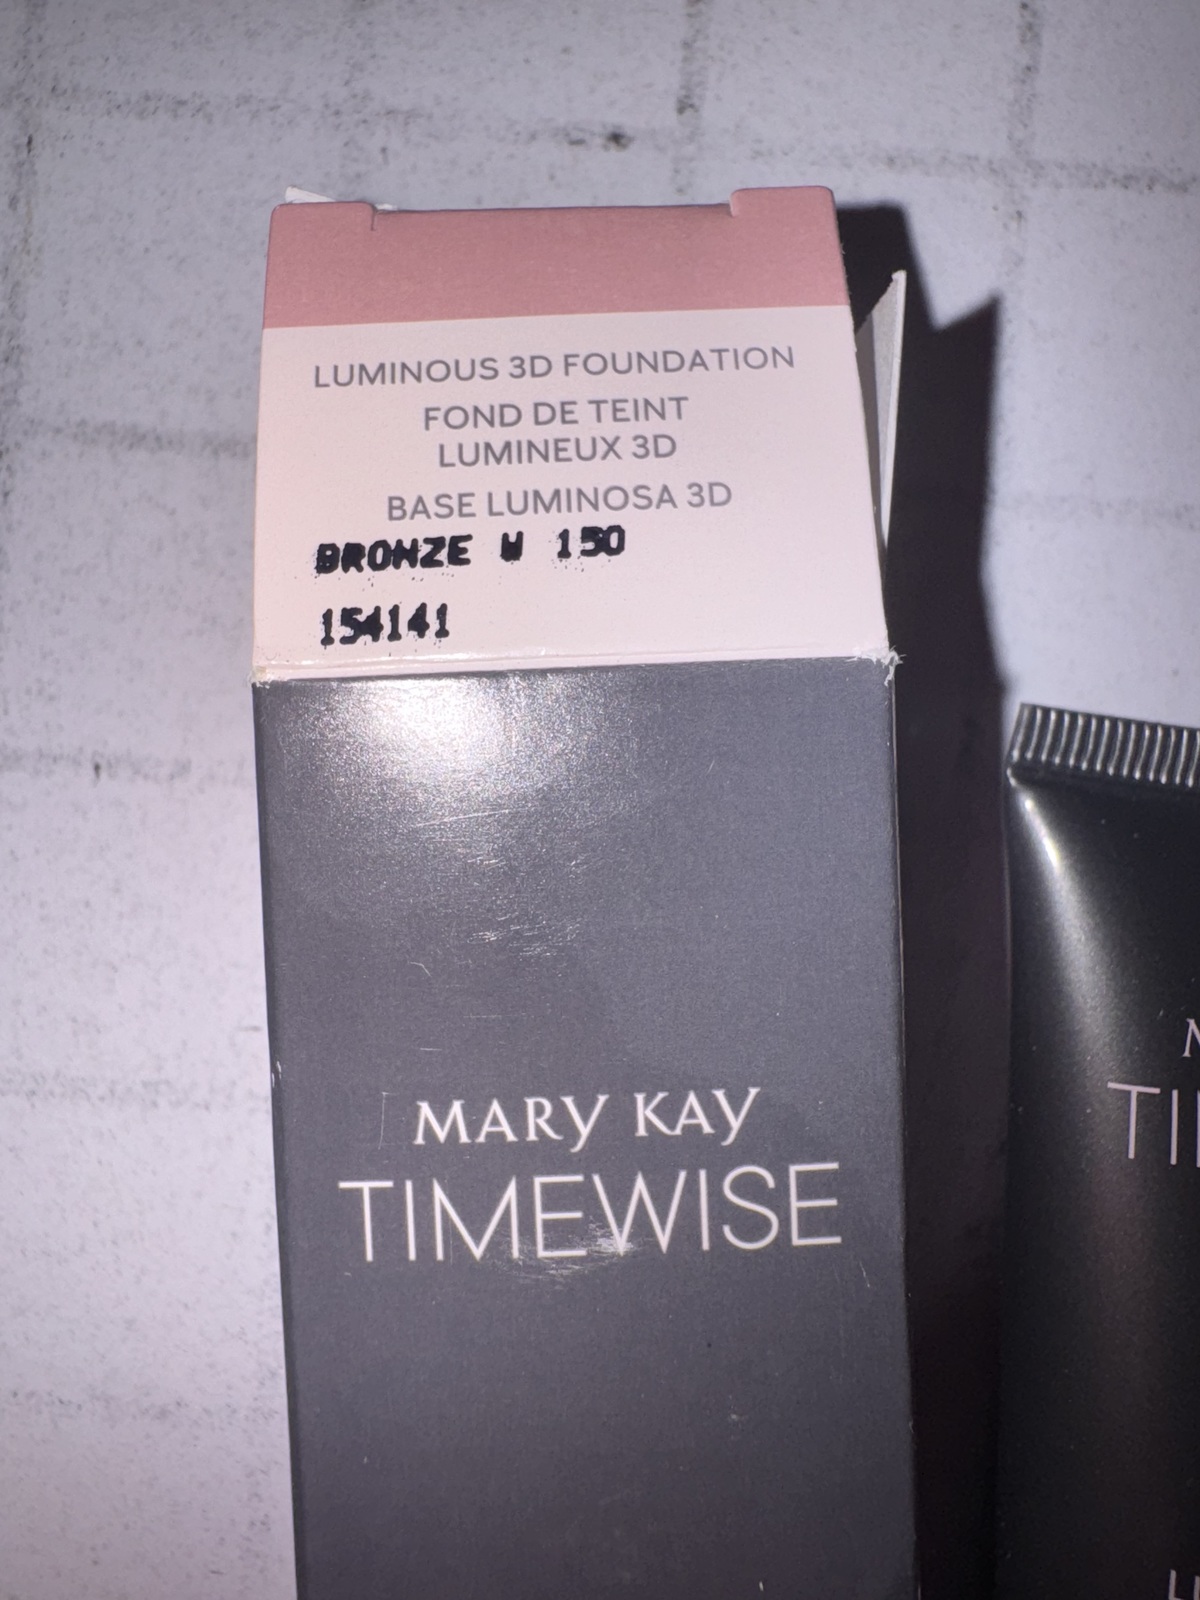 LUMINOUS 3D FOUNDATION
FOND DE TEINT
LUMINEUX 3D
BASE LUMINOSA 3D
BRONZE W 150
154141
MARY KAY
TIMEWISE